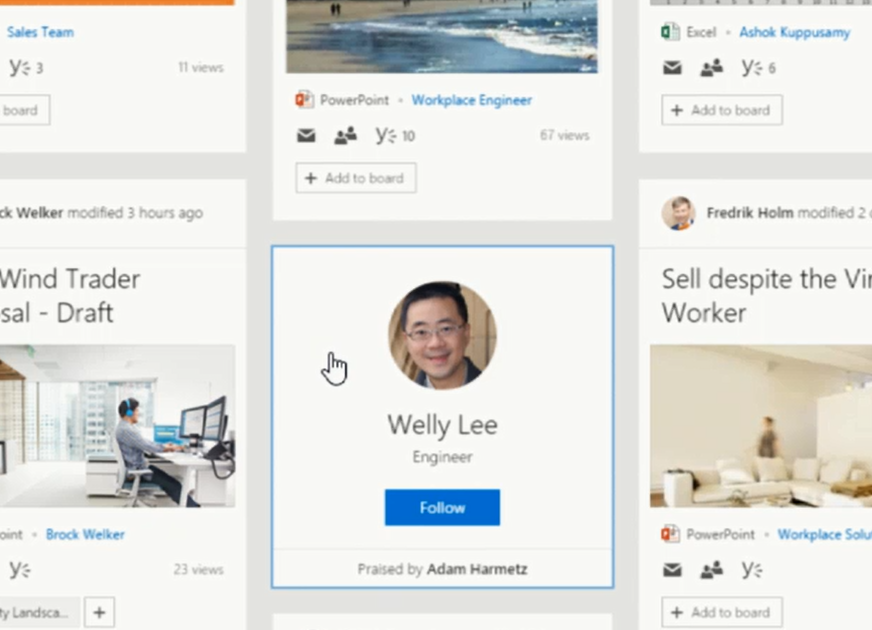 Sales Team
3
11 views
board
ck Welker modified 3 hours ago
Wind Trader
sal - Draft
oint • Brock Welker
23 views
ty Landsca...
+
PowerPoint • Workplace Engineer
10
67 views
+ Add to board
Welly Lee
Engineer
Follow
Praised by Adam Harmetz
Excel • Ashok Kuppusamy
6
+ Add to board
Fredrik Holm modified 2 d
Sell despite the Vi
Worker
PowerPoint • Workplace Solu
+ Add to board